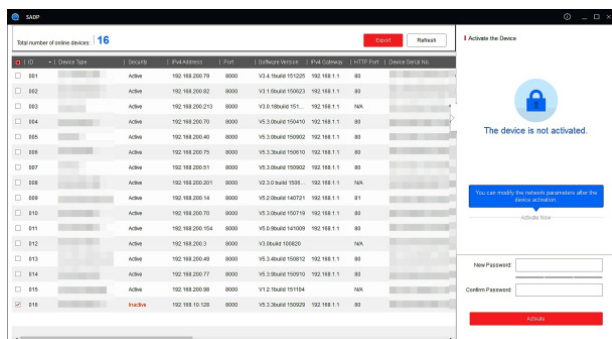 SADP
Total number of online devices: 16
Export
Refresh
ID | Device Type | Security | IPv4 Address | Port | Software Version | IPv4 Gateway | HTTP Port | Device Serial No.
001 Active 192.168.200.79 8000 V3.4.1build 151225 192.168.1.1 80
002 Active 192.168.200.82 8000 V3.1.0build 150623 192.168.1.1 80
003 Active 192.168.200.213 8000 V3.0.18build 151... 192.168.1.1 N/A
004 Active 192.168.200.70 8000 V5.3.0build 150410 192.168.1.1 80
005 Active 192.168.200.40 8000 V5.3.0build 150902 192.168.1.1 80
006 Active 192.168.200.75 8000 V5.3.0build 150610 192.168.1.1 80
007 Active 192.168.200.51 8000 V5.3.0build 150902 192.168.1.1 80
008 Active 192.168.200.201 8000 V2.3.0 build 1506... 192.168.1.1 N/A
009 Active 192.168.200.14 8000 V5.2.0build 140721 192.168.1.1 81
010 Active 192.168.200.70 8000 V5.3.0build 150719 192.168.1.1 80
011 Active 192.168.200.154 8000 V5.0.9build 141009 192.168.1.1 80
012 Active 192.168.200.3 8000 V3.0build 100820 N/A
013 Active 192.168.200.49 8000 V5.3.4build 150812 192.168.1.1 80
014 Active 192.168.200.77 8000 V5.3.9build 150910 192.168.1.1 80
015 Active 192.168.200.98 8000 V1.2.1build 151104 N/A
016 Inactive 192.168.10.128 8000 V5.3.3build 150929 192.168.1.1 80
Activate the Device
The device is not activated.
You can modify the network parameters after the
device activation.
Activate Now
New Password:
Confirm Password:
Activate